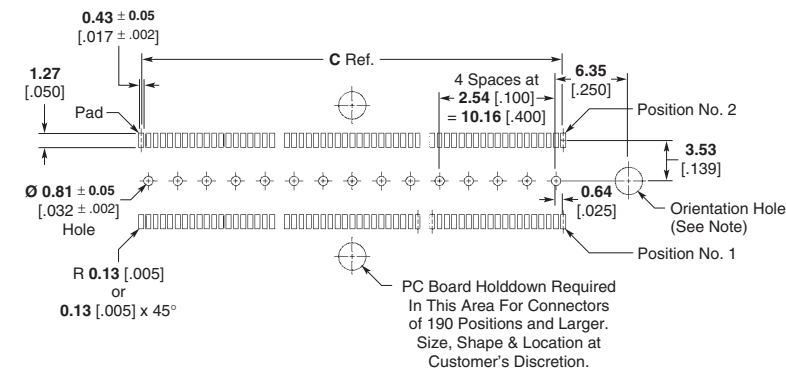 0.43 ± 0.05
[.017 ± .002]
C Ref.
1.27
[.050]
Pad
4 Spaces at
2.54 [.100]
= 10.16 [.400]
6.35
[.250]
Position No. 2
3.53
[.139]
Ø 0.81 ± 0.05
[.032 ± .002]
Hole
0.64
[.025]
Orientation Hole
(See Note)
Position No. 1
R 0.13 [.005]
or
0.13 [.005] x 45°
PC Board Holddown Required
In This Area For Connectors
of 190 Positions and Larger.
Size, Shape & Location at
Customer's Discretion.